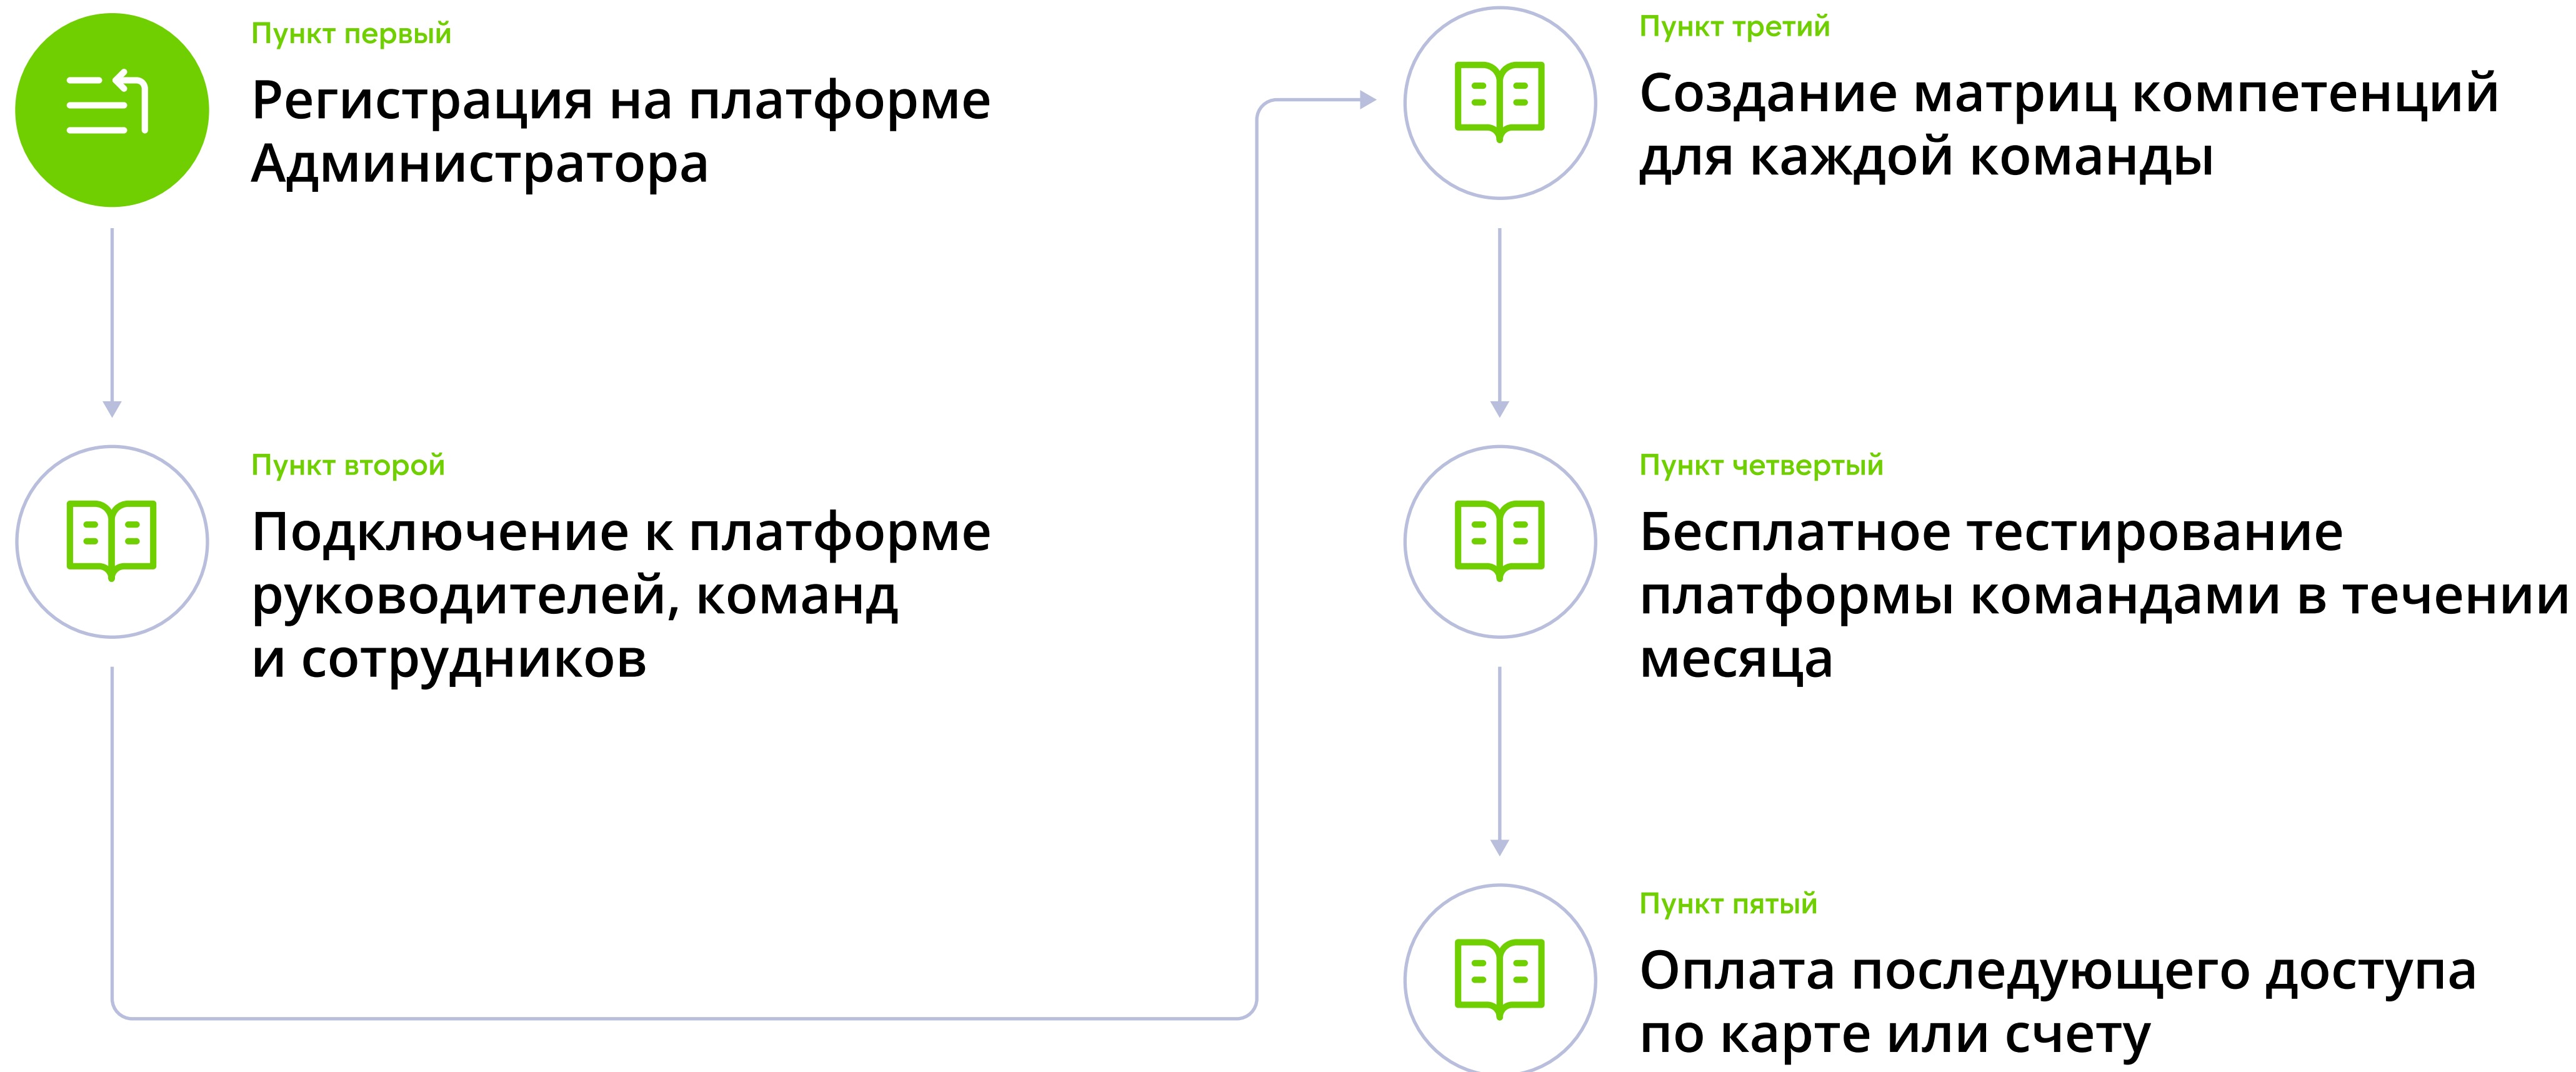 Пункт первый
Регистрация на платформе
Администратора
Пункт второй
Подключение к платформе
руководителей, команд
и сотрудников
Пункт третий
Создание матриц компетенций
для каждой команды
Пункт четвертый
Бесплатное тестирование
платформы командами в течении
месяца
Пункт пятый
Оплата последующего доступа
по карте или счету